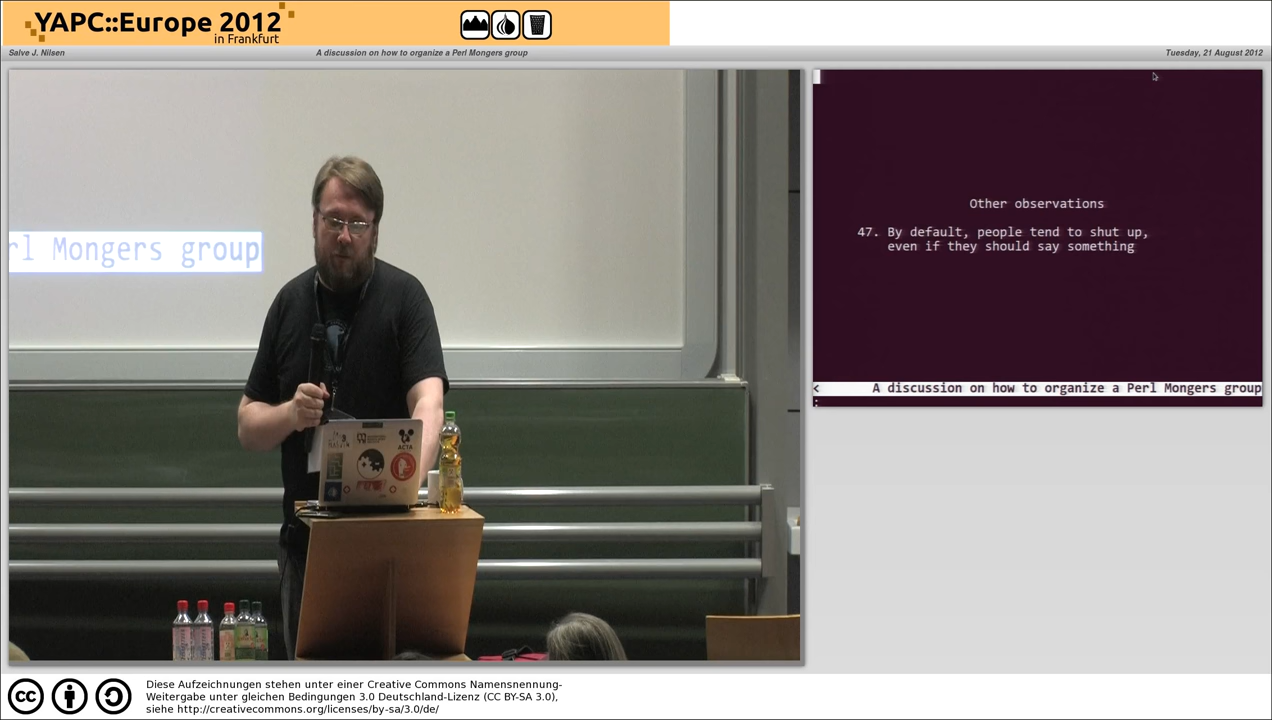 YAPC::Europe 2012
in Frankfurt
Salve J. Nilsen
A discussion on how to organize a Perl Mongers group
Tuesday, 21 August 2012
rl Mongers group
ACTA
Other observations
47. By default, people tend to shut up,
even if they should say something
< A discussion on how to organize a Perl Mongers group
:
cc
Diese Aufzeichnungen stehen unter einer Creative Commons Namensnennung-
Weitergabe unter gleichen Bedingungen 3.0 Deutschland-Lizenz (CC BY-SA 3.0),
siehe http://creativecommons.org/licenses/by-sa/3.0/de/